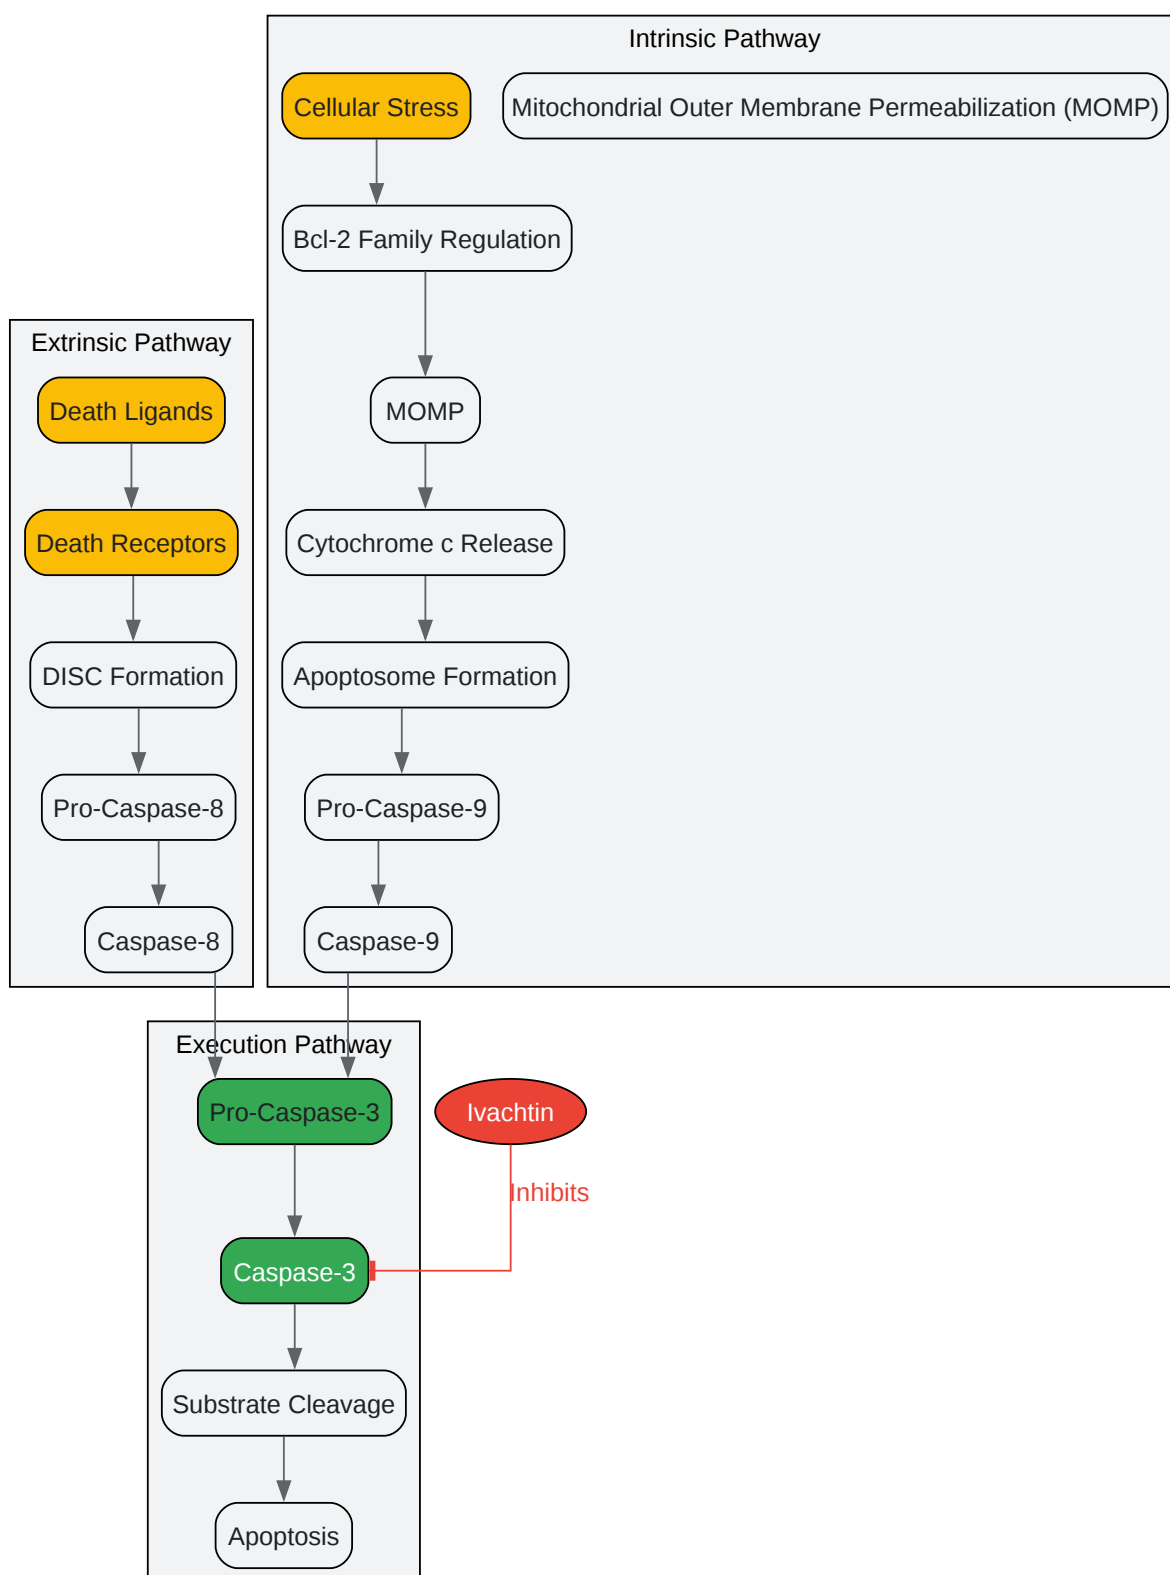 Intrinsic Pathway
Cellular Stress
Mitochondrial Outer Membrane Permeabilization (MOMP)
Bcl-2 Family Regulation
MOMP
Cytochrome c Release
Apoptosome Formation
Pro-Caspase-9
Caspase-9
Extrinsic Pathway
Death Ligands
Death Receptors
DISC Formation
Pro-Caspase-8
Caspase-8
Execution Pathway
Pro-Caspase-3
Ivachtin
Inhibits
Caspase-3
Substrate Cleavage
Apoptosis